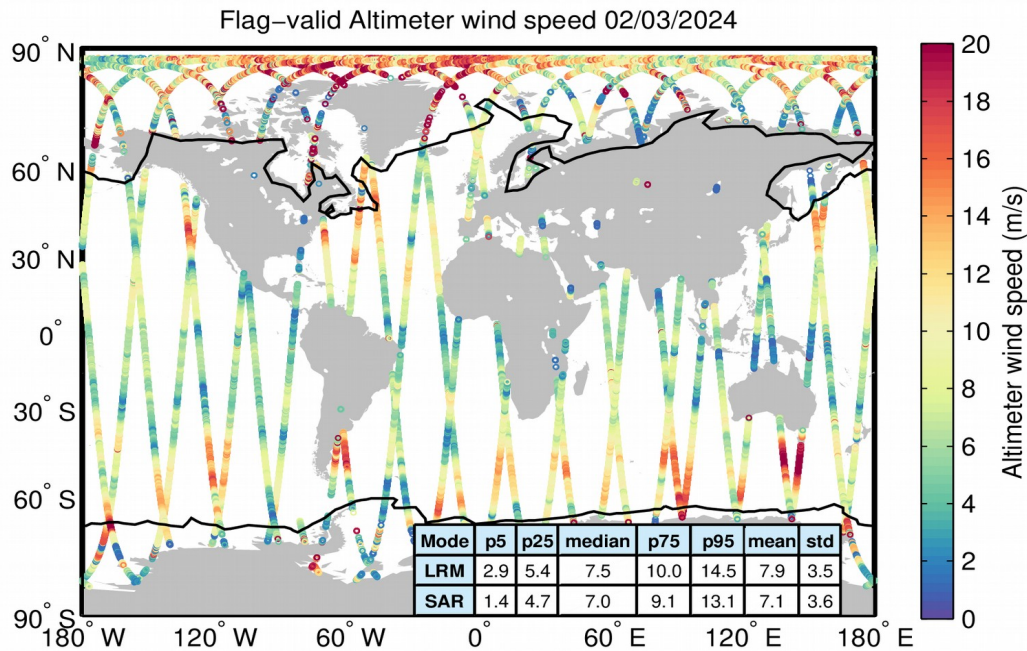 Flag−valid Altimeter wind speed 02/03/2024
90° N
60° N
30° N
0°
30° S
60° S
90° S
180° W
120° W
60° W
0°
60° E
120° E
180° E
Mode p5 p25 median p75 p95 mean std
LRM 2.9 5.4 7.5 10.0 14.5 7.9 3.5
SAR 1.4 4.7 7.0 9.1 13.1 7.1 3.6
20
18
16
14
12
10
8
6
4
2
0
Altimeter wind speed (m/s)